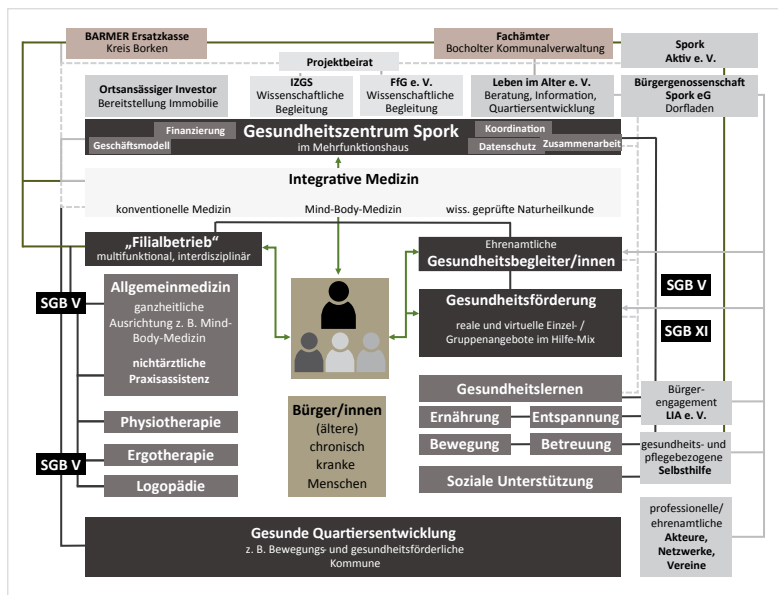 BARMER Ersatzkasse
Kreis Borken
Fachämter
Bocholter Kommunalverwaltung
Spork
Aktiv e. V.
Projektbeirat
Ortsansässiger Investor
Bereitstellung Immobilie
IZGS
Wissenschaftliche
Begleitung
FfG e. V.
Wissenschaftliche
Begleitung
Leben im Alter e. V.
Beratung, Information,
Quartiersentwicklung
Bürgergenossenschaft
Spork eG
Dorfladen
Finanzierung
Geschäftsmodell
Gesundheitszentrum Spork
im Mehrfunktionshaus
Koordination
Datenschutz
Zusammenarbeit
Integrative Medizin
konventionelle Medizin
Mind-Body-Medizin
wiss. geprüfte Naturheilkunde
„Filialbetrieb“
multifunktional, interdisziplinär
Ehrenamtliche
Gesundheitsbegleiter/innen
SGB V
Allgemeinmedizin
ganzheitliche
Ausrichtung z. B. Mind-
Body-Medizin
nichtärztliche
Praxisassistenz
Gesundheitsförderung
reale und virtuelle Einzel-/
Gruppenangebote im Hilfe-Mix
SGB V
SGB XI
Physiotherapie
SGB V
Ergotherapie
Logopädie
Bürger/innen
(ältere)
chronisch
kranke
Menschen
Gesundheitslernen
Ernährung
Entspannung
Bewegung
Betreuung
Soziale Unterstützung
Bürger-
engagement
LIA e. V.
gesundheits- und
pflegebezogene
Selbsthilfe
professionelle/
ehrenamtliche
Akteure,
Netzwerke,
Vereine
Gesunde Quartiersentwicklung
z. B. Bewegungs- und gesundheitsförderliche
Kommune